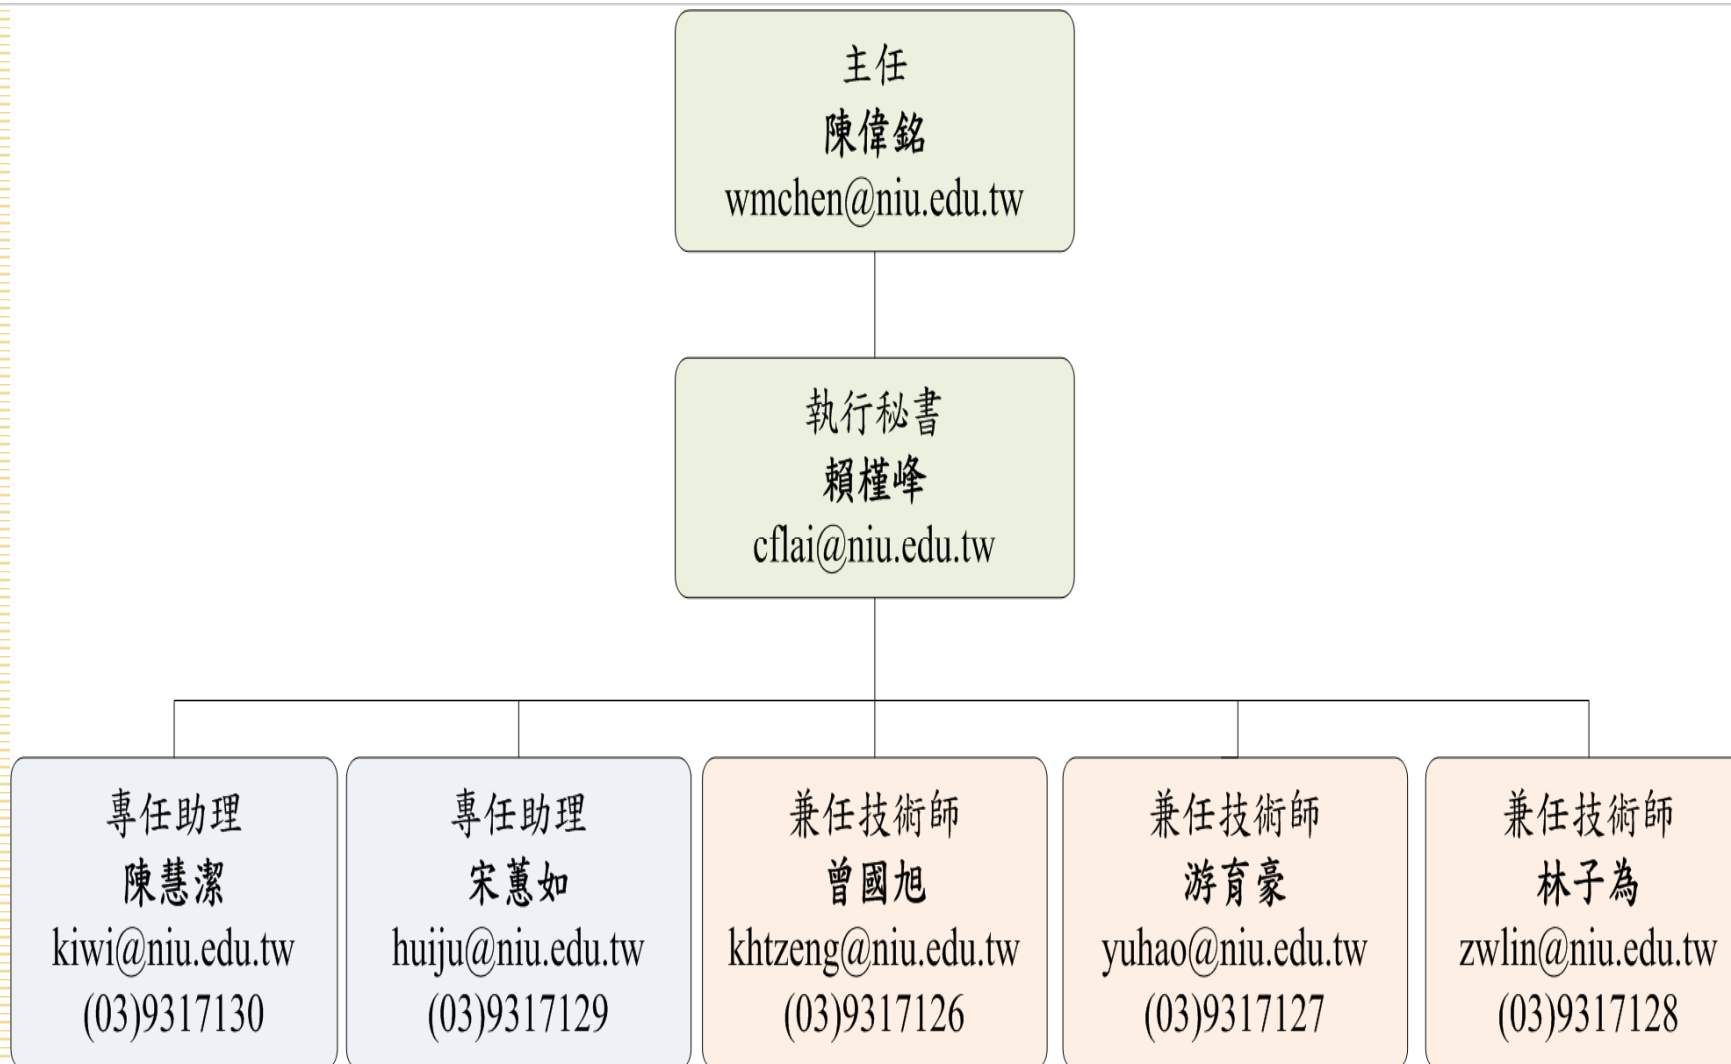 主任
陳偉銘
wmchen@niu.edu.tw
執行秘書
賴槿峰
cflai@niu.edu.tw
專任助理
陳慧潔
kiwi@niu.edu.tw
(03)9317130
專任助理
宋蕙如
huiju@niu.edu.tw
(03)9317129
兼任技術師
曾國旭
khtzeng@niu.edu.tw
(03)9317126
兼任技術師
游育豪
yuhao@niu.edu.tw
(03)9317127
兼任技術師
林子為
zwlin@niu.edu.tw
(03)9317128